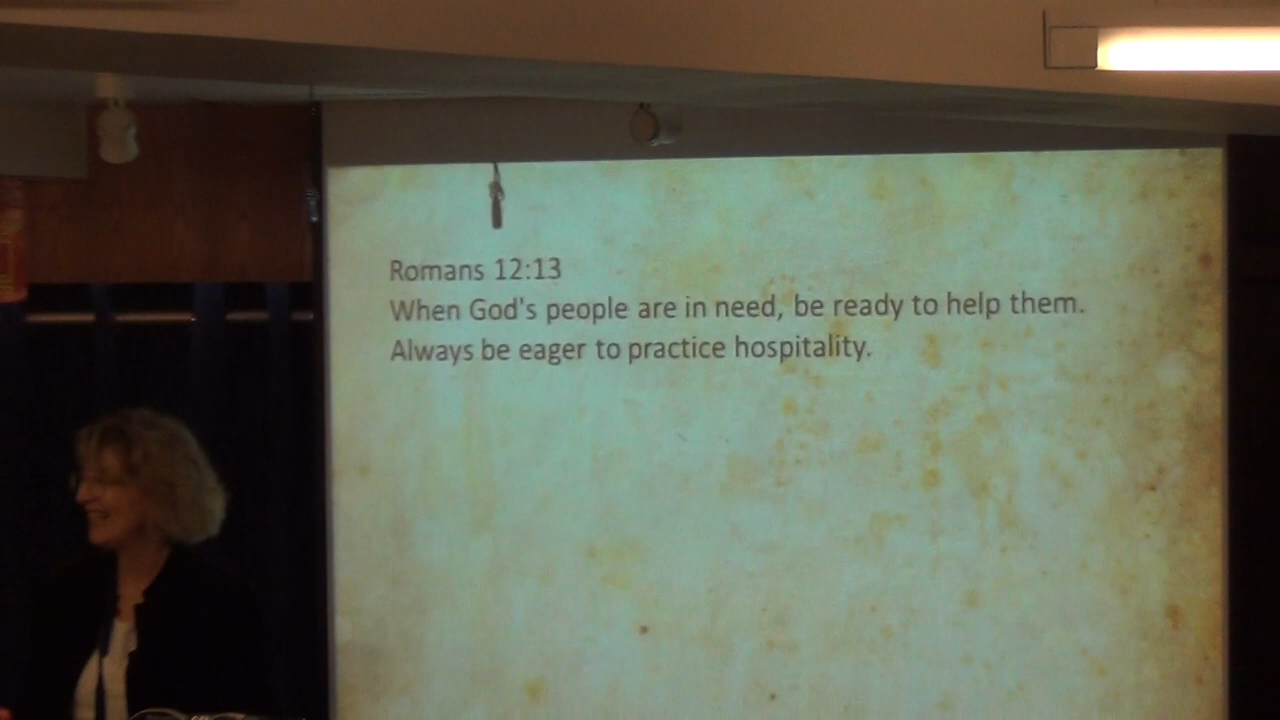 Romans 12:13
When God's people are in need, be ready to help them.
Always be eager to practice hospitality.